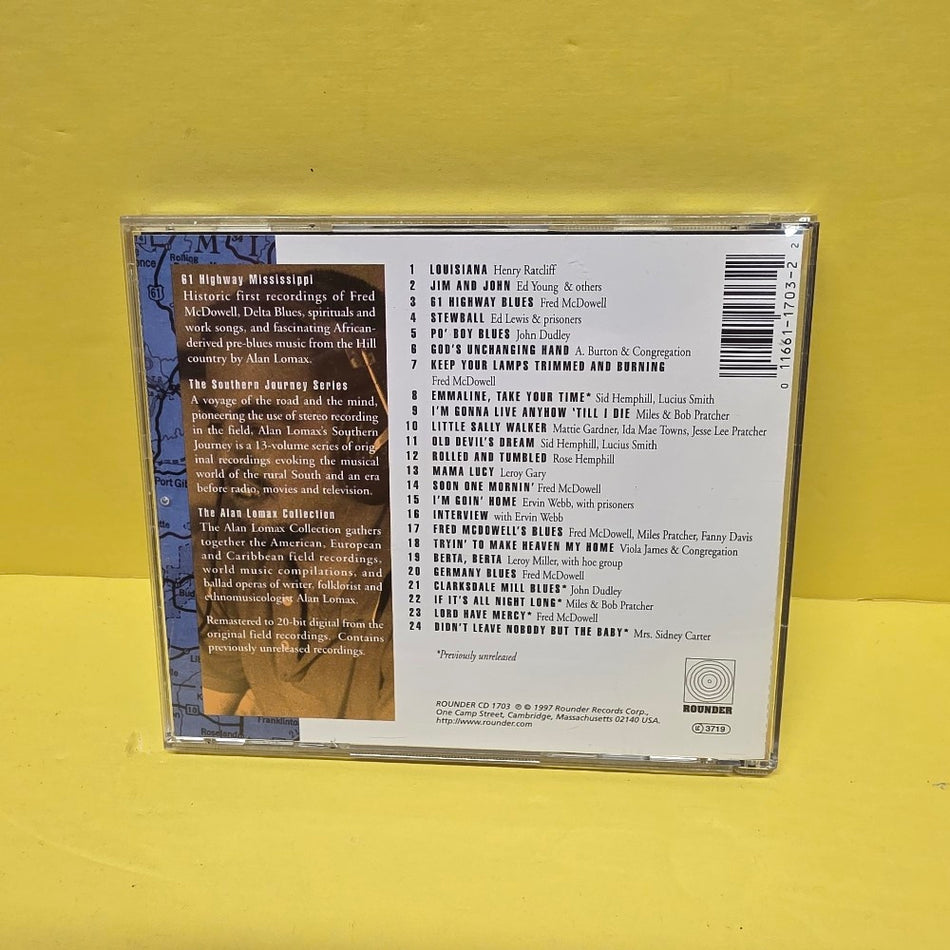 61 Highway Mississippi
Historic first recordings of Fred
McDowell, Delta Blues, spirituals and
work songs, and fascinating African-
derived pre-blues music from the Hill
country by Alan Lomax.
The Southern Journey Series
A voyage of the road and the mind,
pioneering the use of stereo recording
in the field, Alan Lomax's Southern
Journey is a 13-volume series of orig-
inal recordings evoking the musical
world of the rural South and an era
before radio, movies and television.
The Alan Lomax Collection
The Alan Lomax Collection gathers
together the American, European
and Caribbean field recordings,
world music compilations, and
ballad operas of writer, folklorist and
ethnomusicologist Alan Lomax.
Remastered to 20-bit digital from the
original field recordings. Contains
previously unreleased recordings.
1 LOUISIANA Henry Ratcliff
2 JIM AND JOHN Ed Young & others
3 61 HIGHWAY BLUES Fred McDowell
4 STEWBALL Ed Lewis & prisoners
5 PO' BOY BLUES John Dudley
6 GOD'S UNCHANGING HAND A. Burton & Congregation
7 KEEP YOUR LAMPS TRIMMED AND BURNING
Fred McDowell
8 EMMALINE, TAKE YOUR TIME* Sid Hemphill, Lucius Smith
9 I'M GONNA LIVE ANYHOW 'TILL I DIE Miles & Bob Pratcher
10 LITTLE SALLY WALKER Mattie Gardner, Ida Mae Towns, Jesse Lee Pratcher
11 OLD DEVIL'S DREAM Sid Hemphill, Lucius Smith
12 ROLLED AND TUMBLED Rose Hemphill
13 MAMA LUCY Leroy Gary
14 SOON ONE MORNIN' Fred McDowell
15 I'M GOIN' HOME Ervin Webb, with prisoners
16 INTERVIEW with Ervin Webb
17 FRED MCDOWELL'S BLUES Fred McDowell, Miles Pratcher, Fanny Davis
18 TRYIN' TO MAKE HEAVEN MY HOME Viola James & Congregation
19 BERTA, BERTA Leroy Miller, with hoe group
20 GERMANY BLUES Fred McDowell
21 CLARKSDALE MILL BLUES* John Dudley
22 IF IT'S ALL NIGHT LONG* Miles & Bob Pratcher
23 LORD HAVE MERCY* Fred McDowell
24 DIDN'T LEAVE NOBODY BUT THE BABY* Mrs. Sidney Carter
*Previously unreleased
ROUNDER CD 1703 ℗ © 1997 Rounder Records Corp.,
One Camp Street, Cambridge, Massachusetts 02140 USA.
http://www.rounder.com
ROUNDER
3719
0 11661-1703-2 2
MI
Rolling
61
Port Gib
10
Franklinto
Roseland